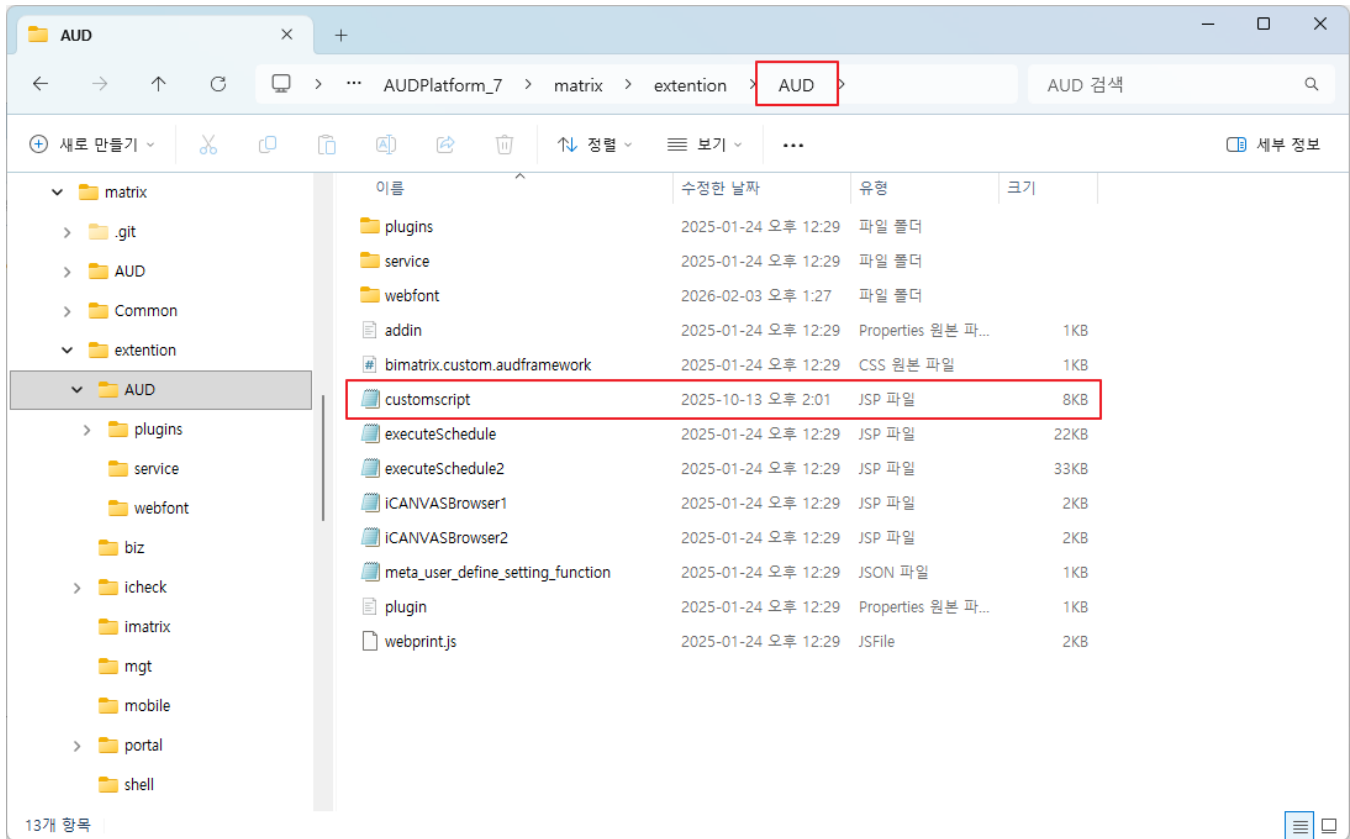 AUD
AUDPlatform_7 > matrix > extention > AUD >
AUD 검색
새로 만들기
정렬
보기
세부 정보
matrix
.git
AUD
Common
extention
AUD
plugins
service
webfont
biz
icheck
imatrix
mgt
mobile
portal
shell
이름 수정한 날짜 유형 크기
plugins 2025-01-24 오후 12:29 파일 폴더
service 2025-01-24 오후 12:29 파일 폴더
webfont 2026-02-03 오후 1:27 파일 폴더
addin 2025-01-24 오후 12:29 Properties 원본 파... 1KB
bimatrix.custom.audframework 2025-01-24 오후 12:29 CSS 원본 파일 1KB
customscript 2025-10-13 오후 2:01 JSP 파일 8KB
executeSchedule 2025-01-24 오후 12:29 JSP 파일 22KB
executeSchedule2 2025-01-24 오후 12:29 JSP 파일 33KB
iCANVASBrowser1 2025-01-24 오후 12:29 JSP 파일 2KB
iCANVASBrowser2 2025-01-24 오후 12:29 JSP 파일 2KB
meta_user_define_setting_function 2025-01-24 오후 12:29 JSON 파일 1KB
plugin 2025-01-24 오후 12:29 Properties 원본 파... 1KB
webprint.js 2025-01-24 오후 12:29 JSFile 2KB
13개 항목